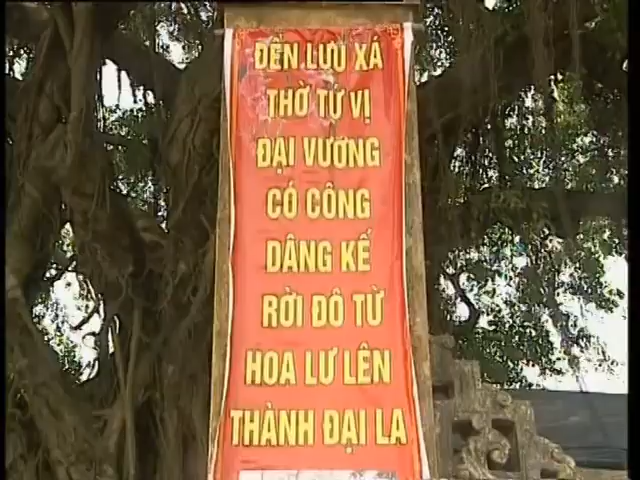 ĐỀN LƯU XÁ
THỜ TỨ VỊ
ĐẠI VƯƠNG
CÓ CÔNG
DÂNG KẾ
RỜI ĐÔ TỪ
HOA LƯ LÊN
THÀNH ĐẠI LA